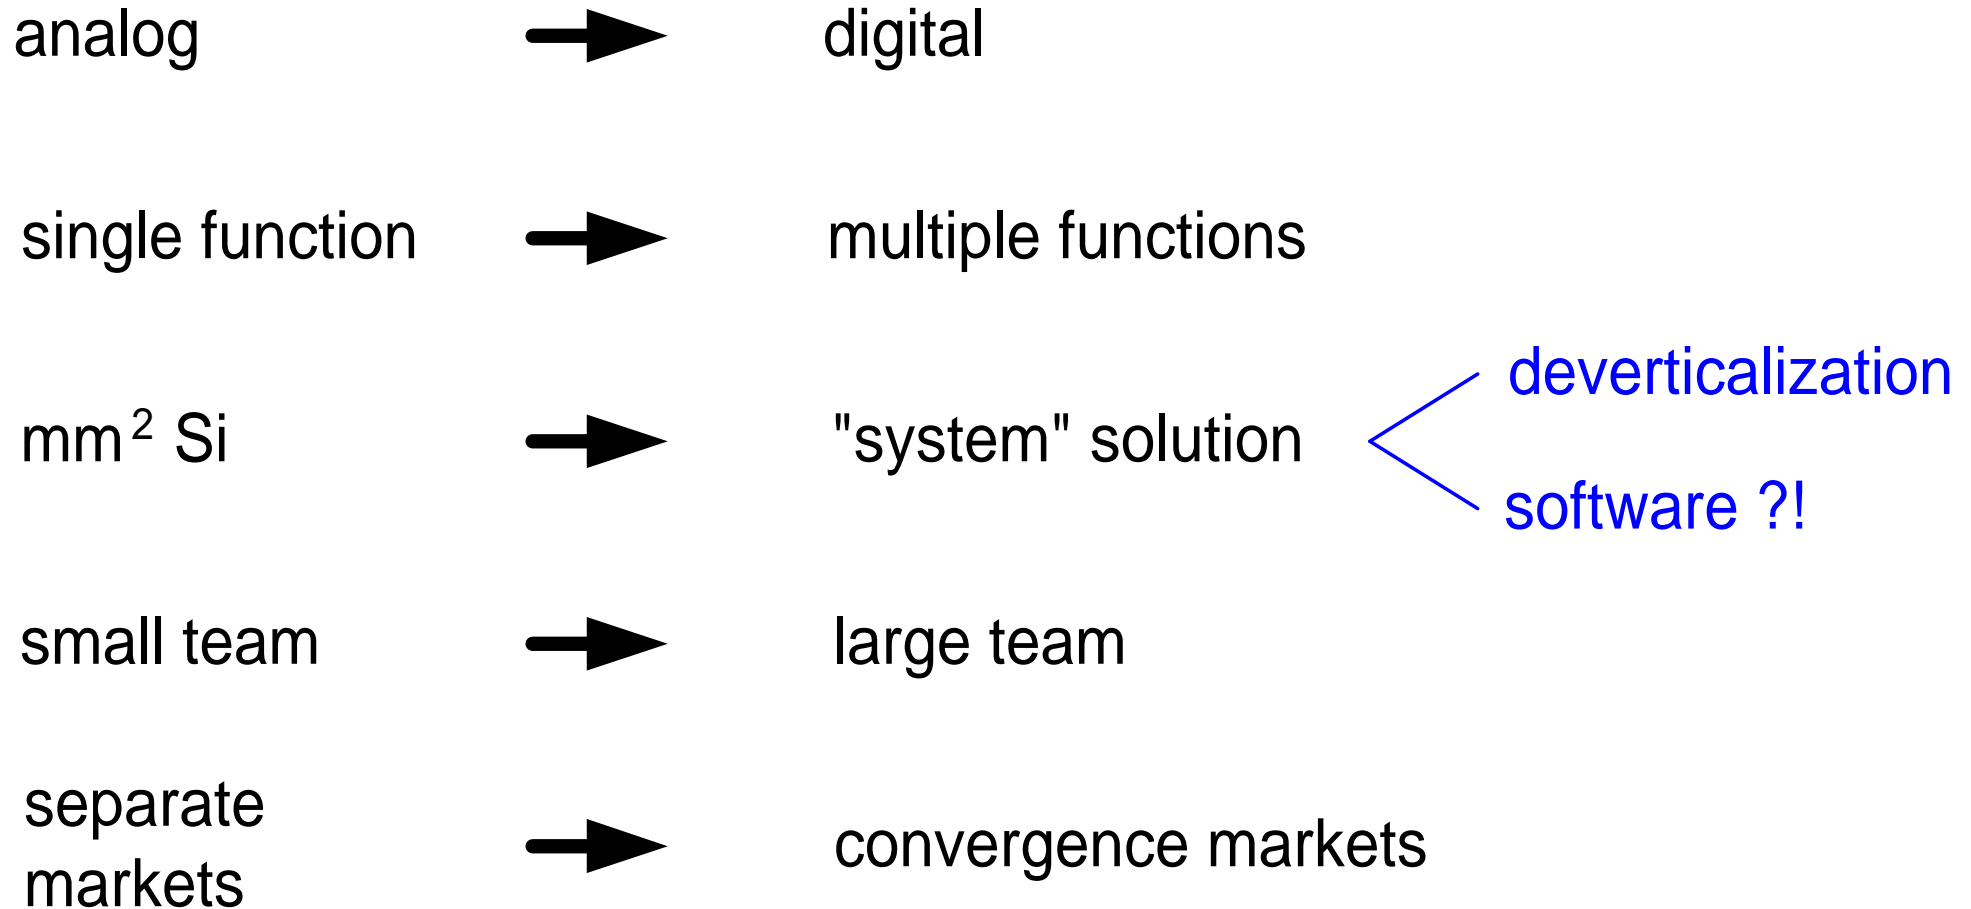 analog
digital
single function
multiple functions
mm² Si
"system" solution
deverticalization
software ?!
small team
large team
separate
markets
convergence markets